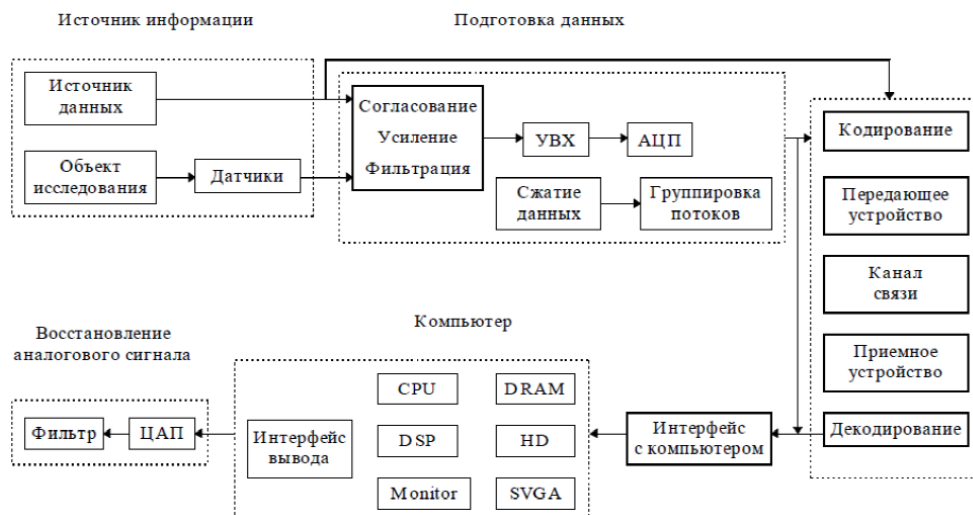 Источник информации
Подготовка данных
Источник
данных
Объект
исследования
Датчики
Согласование
Усиление
Фильтрация
УВХ
АЦП
Сжатие
данных
Группировка
потоков
Кодирование
Передающее
устройство
Канал
связи
Приемное
устройство
Декодирование
Восстановление
аналогового сигнала
Компьютер
Фильтр
ЦАП
Интерфейс
вывода
CPU
DRAM
DSP
HD
Monitor
SVGA
Интерфейс
с компьютером